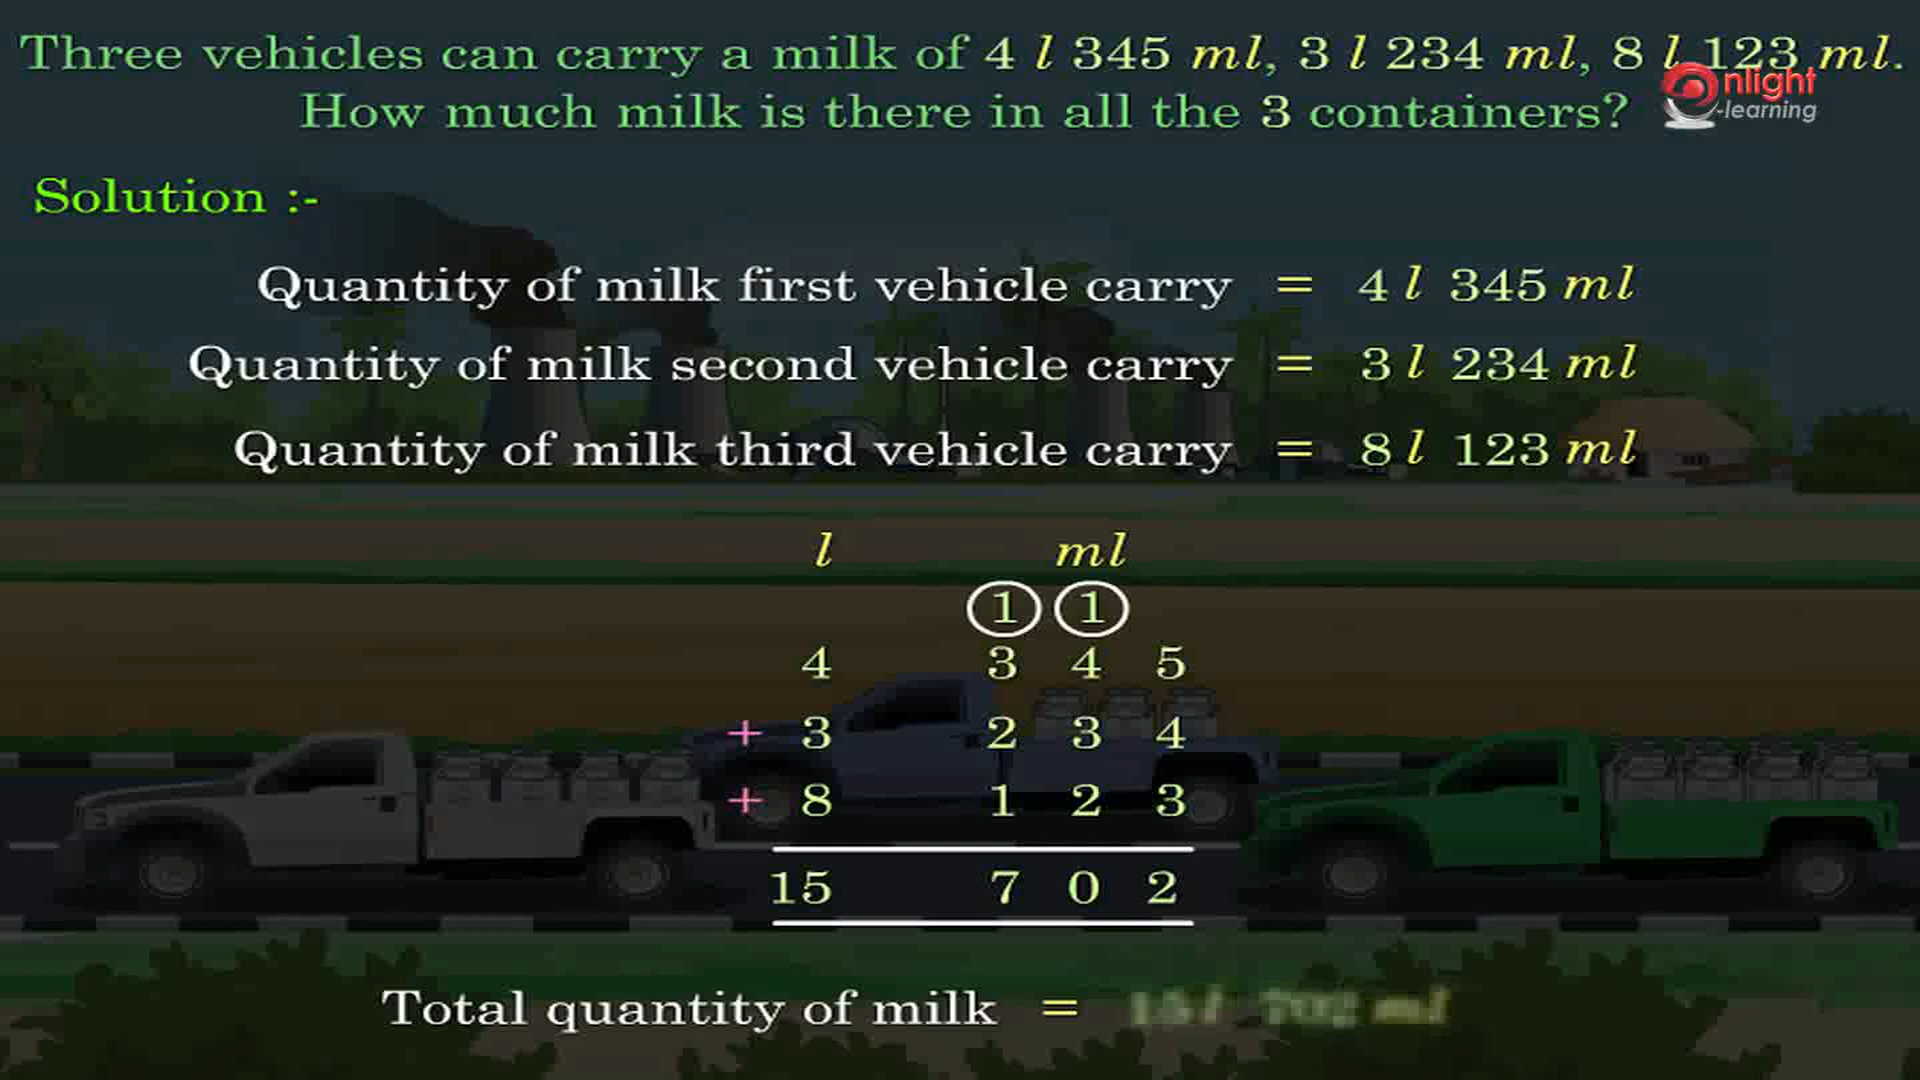 Three vehicles can carry a milk of 4 l 345 ml, 3 l 234 ml, 8 l 123 ml.
How much milk is there in all the 3 containers?
nlight
-learning
Solution :-
Quantity of milk first vehicle carry = 4 l 345 ml
Quantity of milk second vehicle carry = 3 l 234 ml
Quantity of milk third vehicle carry = 8 l 123 ml
l ml
1 1
4 3 4 5
+ 3 2 3 4
+ 8 1 2 3
15 7 0 2
Total quantity of milk = 15 l 702 ml